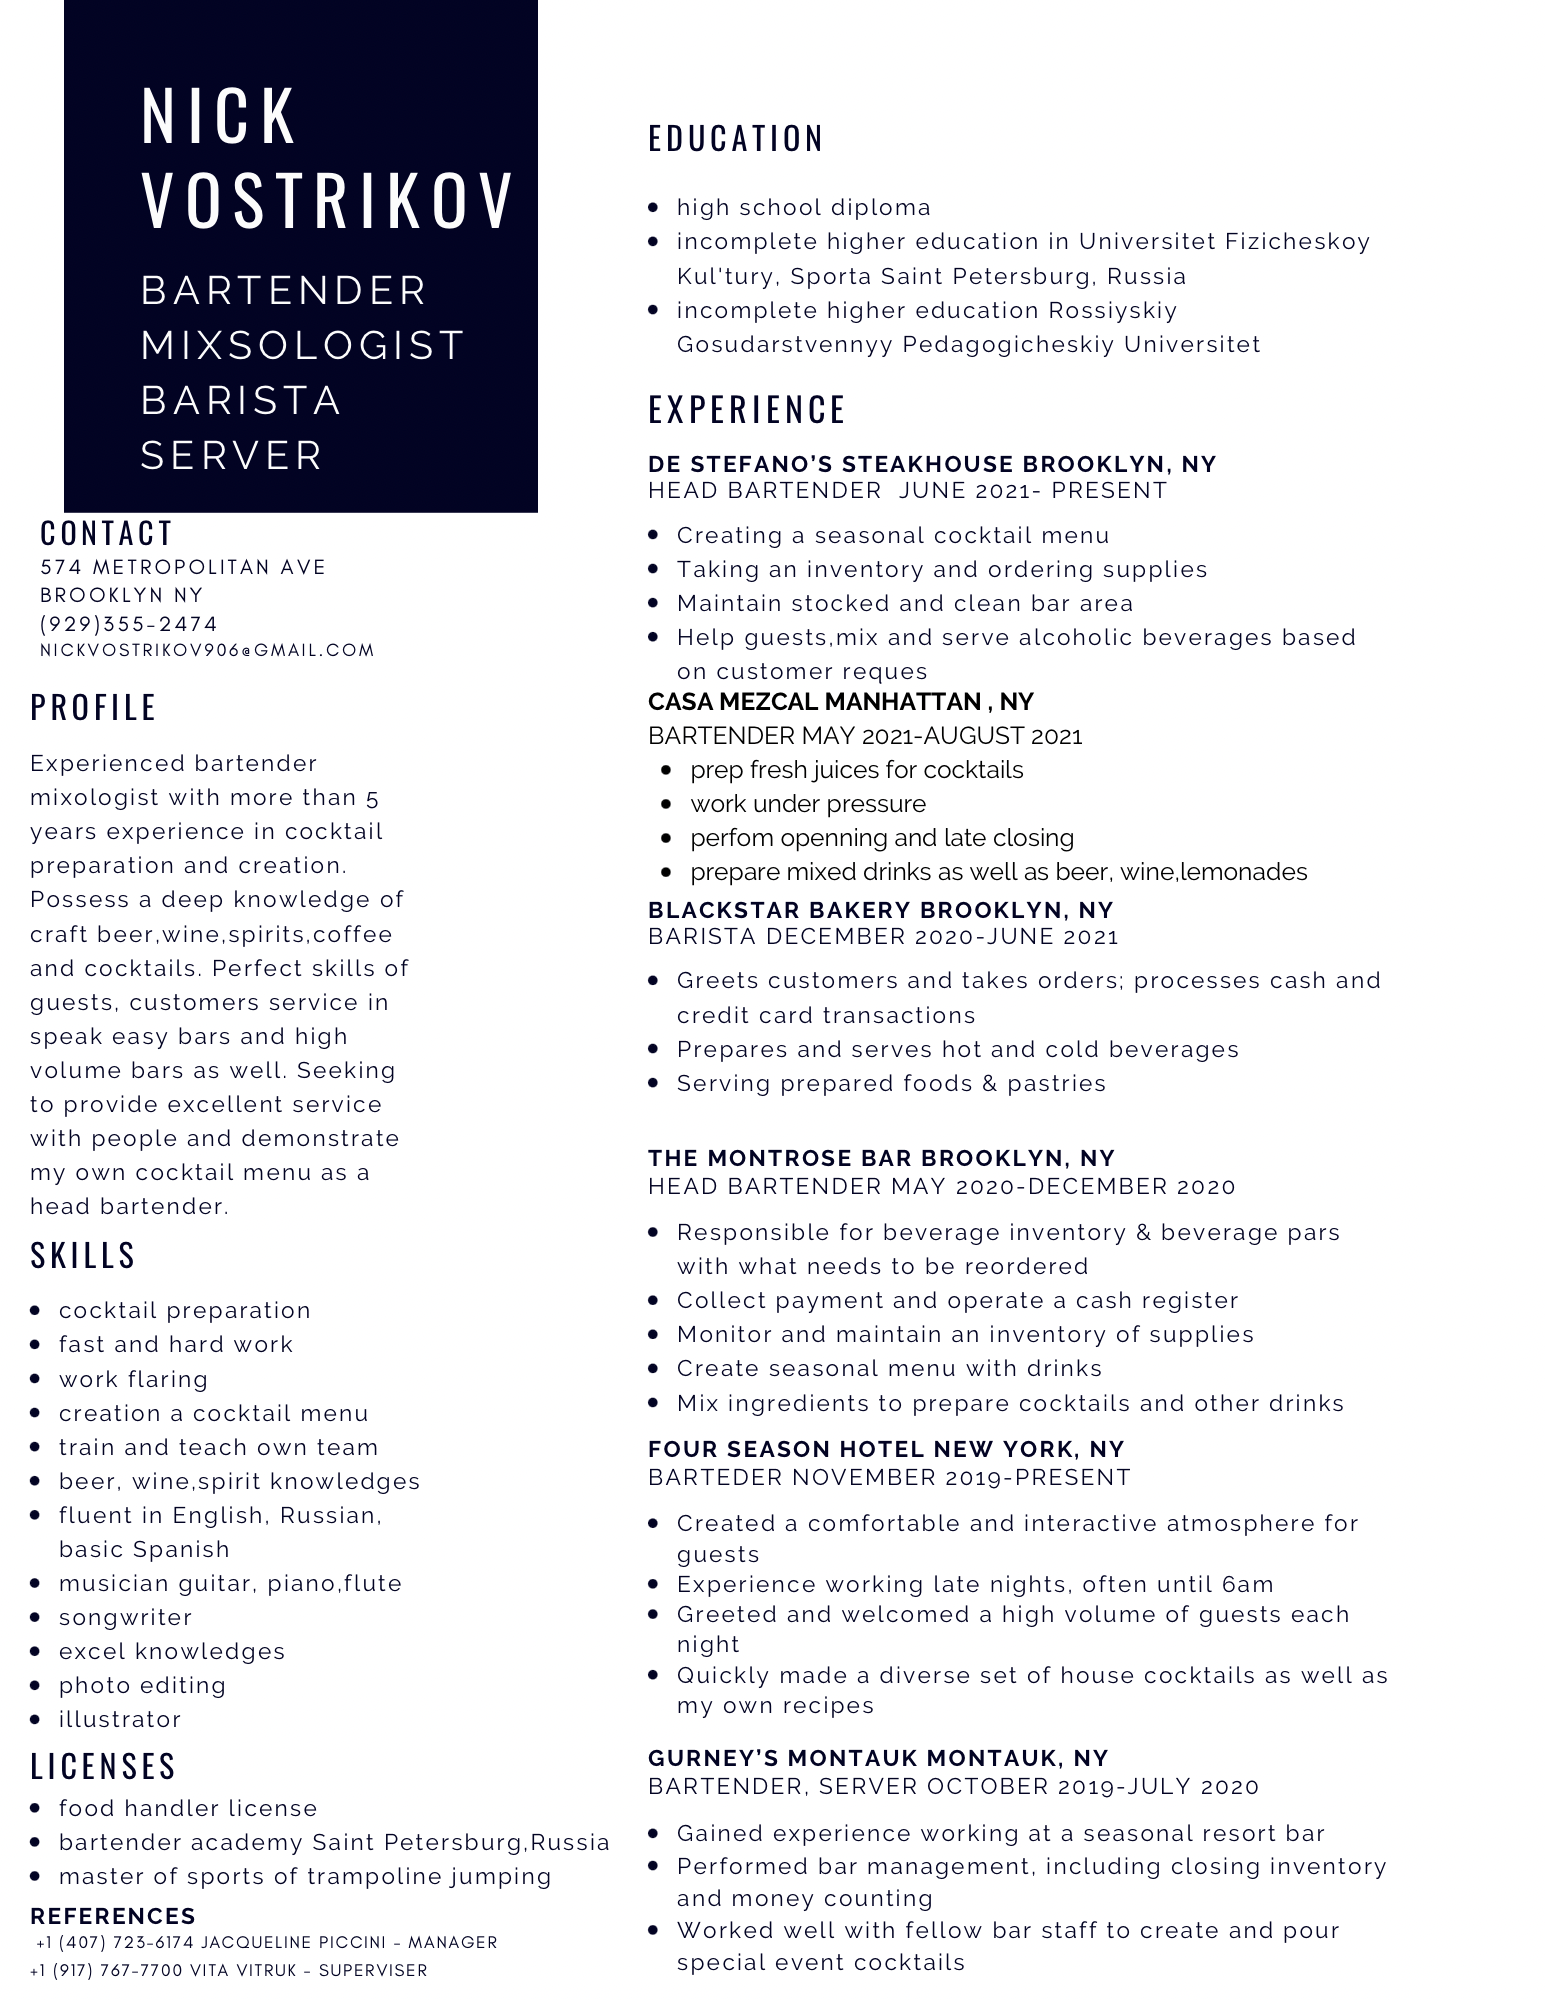 NICK
VOSTRIKOV
BARTENDER
MIXSOLOGIST
BARISTA
SERVER
CONTACT
574 METROPOLITAN AVE
BROOKLYN NY
(929)355-2474
NICKVOSTRIKOV906@GMAIL.COM
PROFILE
Experienced bartender
mixologist with more than 5
years experience in cocktail
preparation and creation.
Possess a deep knowledge of
craft beer,wine,spirits,coffee
and cocktails. Perfect skills of
guests, customers service in
speak easy bars and high
volume bars as well. Seeking
to provide excellent service
with people and demonstrate
my own cocktail menu as a
head bartender.
SKILLS
• cocktail preparation
• fast and hard work
• work flaring
• creation a cocktail menu
• train and teach own team
• beer, wine,spirit knowledges
• fluent in English, Russian,
basic Spanish
• musician guitar, piano,flute
• songwriter
• excel knowledges
• photo editing
• illustrator
LICENSES
• food handler license
• bartender academy Saint Petersburg,Russia
• master of sports of trampoline jumping
REFERENCES
+1 (407) 723-6174 JACQUELINE PICCINI - MANAGER
+1 (917) 767-7700 VITA VITRUK - SUPERVISER
EDUCATION
• high school diploma
• incomplete higher education in Universitet Fizicheskoy
Kul'tury, Sporta Saint Petersburg, Russia
• incomplete higher education Rossiyskiy
Gosudarstvennyy Pedagogicheskiy Universitet
EXPERIENCE
DE STEFANO’S STEAKHOUSE BROOKLYN, NY
HEAD BARTENDER JUNE 2021- PRESENT
• Creating a seasonal cocktail menu
• Taking an inventory and ordering supplies
• Maintain stocked and clean bar area
• Help guests,mix and serve alcoholic beverages based
on customer reques
CASA MEZCAL MANHATTAN , NY
BARTENDER MAY 2021-AUGUST 2021
• prep fresh juices for cocktails
• work under pressure
• perfom openning and late closing
• prepare mixed drinks as well as beer, wine,lemonades
BLACKSTAR BAKERY BROOKLYN, NY
BARISTA DECEMBER 2020-JUNE 2021
• Greets customers and takes orders; processes cash and
credit card transactions
• Prepares and serves hot and cold beverages
• Serving prepared foods & pastries
THE MONTROSE BAR BROOKLYN, NY
HEAD BARTENDER MAY 2020-DECEMBER 2020
• Responsible for beverage inventory & beverage pars
with what needs to be reordered
• Collect payment and operate a cash register
• Monitor and maintain an inventory of supplies
• Create seasonal menu with drinks
• Mix ingredients to prepare cocktails and other drinks
FOUR SEASON HOTEL NEW YORK, NY
BARTEDER NOVEMBER 2019-PRESENT
• Created a comfortable and interactive atmosphere for
guests
• Experience working late nights, often until 6am
• Greeted and welcomed a high volume of guests each
night
• Quickly made a diverse set of house cocktails as well as
my own recipes
GURNEY’S MONTAUK MONTAUK, NY
BARTENDER, SERVER OCTOBER 2019-JULY 2020
• Gained experience working at a seasonal resort bar
• Performed bar management, including closing inventory
and money counting
• Worked well with fellow bar staff to create and pour
special event cocktails